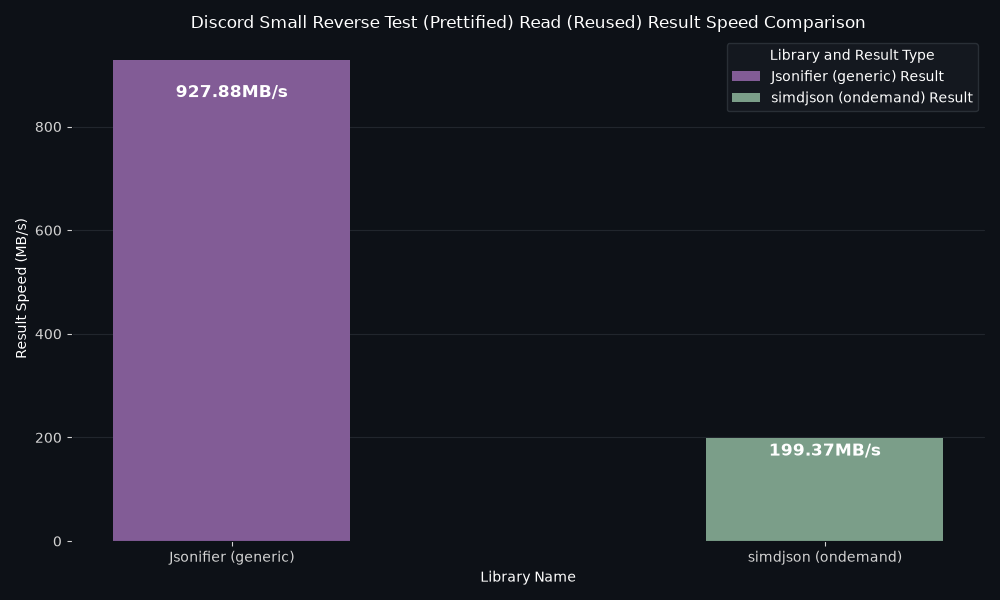 Discord Small Reverse Test (Prettified) Read (Reused) Result Speed Comparison
Library and Result Type
Jsonifier (generic) Result
simdjson (ondemand) Result
927.88MB/s
199.37MB/s
Result Speed (MB/s)
800
600
400
200
0
Jsonifier (generic)
simdjson (ondemand)
Library Name